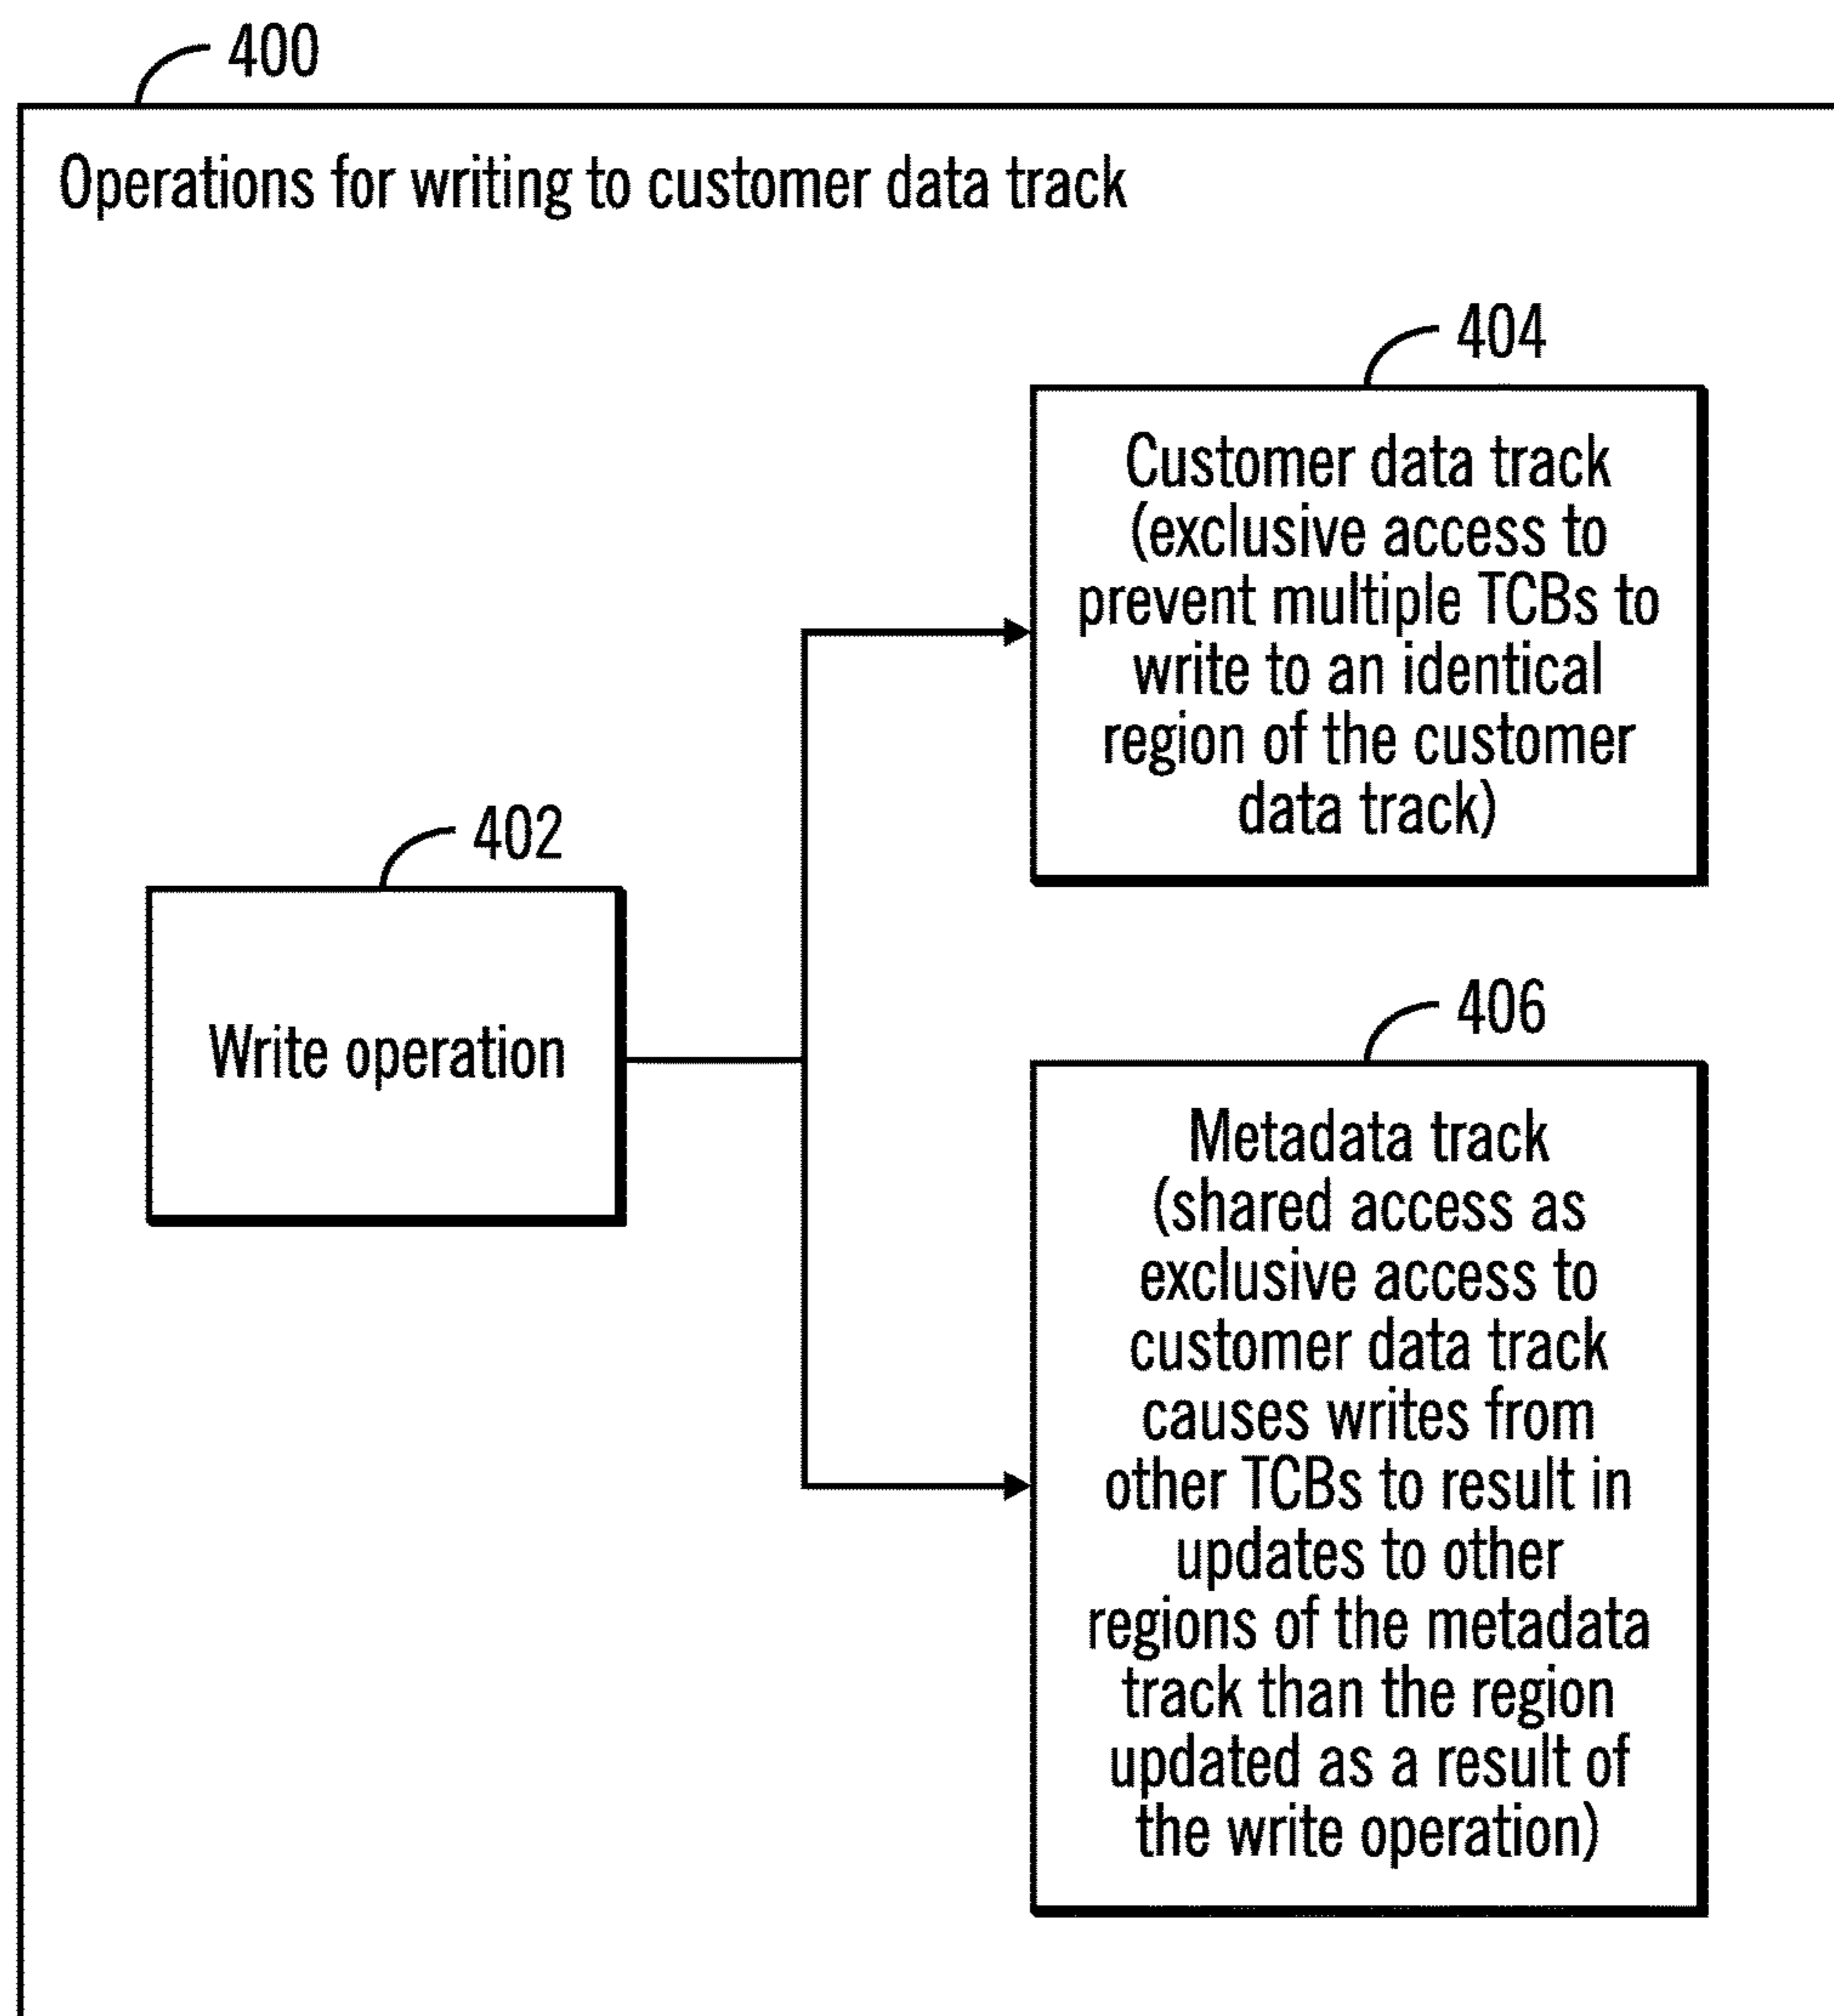 400
Operations for writing to customer data track
404
Customer data track
(exclusive access to
prevent multiple TCBs to
write to an identical
region of the customer
data track)
402
Write operation
406
Metadata track
(shared access as
exclusive access to
customer data track
causes writes from
other TCBs to result in
updates to other
regions of the metadata
track than the region
updated as a result of
the write operation)